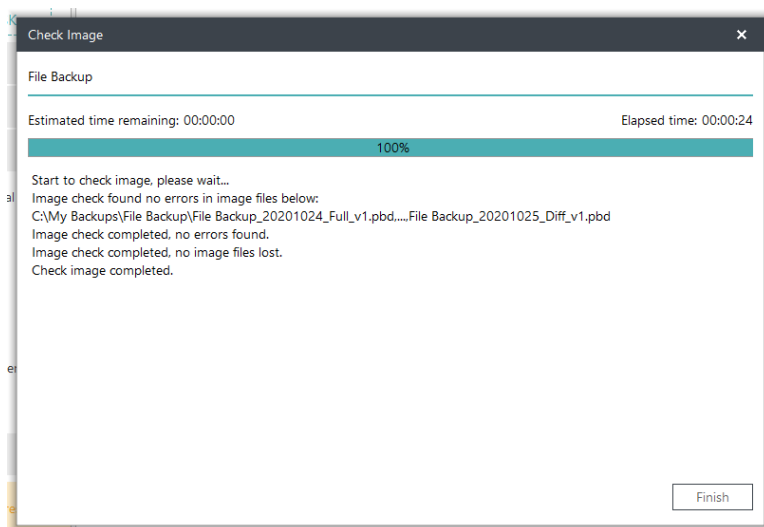 Check Image
File Backup
Estimated time remaining: 00:00:00
Elapsed time: 00:00:24
100%
Start to check image, please wait...
Image check found no errors in image files below:
C:\My Backups\File Backup\File Backup_20201024_Full_v1.pbd,...,File Backup_20201025_Diff_v1.pbd
Image check completed, no errors found.
Image check completed, no image files lost.
Check image completed.
Finish